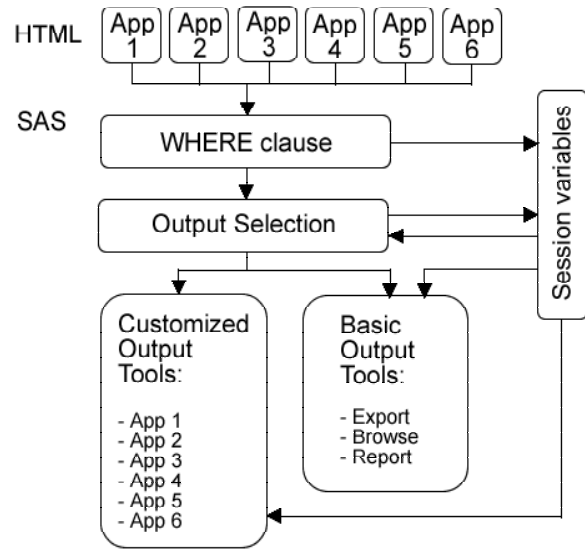 HTML
App 1
App 2
App 3
App 4
App 5
App 6
SAS
WHERE clause
Session variables
Output Selection
Customized
Output
Tools:
- App 1
- App 2
- App 3
- App 4
- App 5
- App 6
Basic
Output
Tools:
- Export
- Browse
- Report